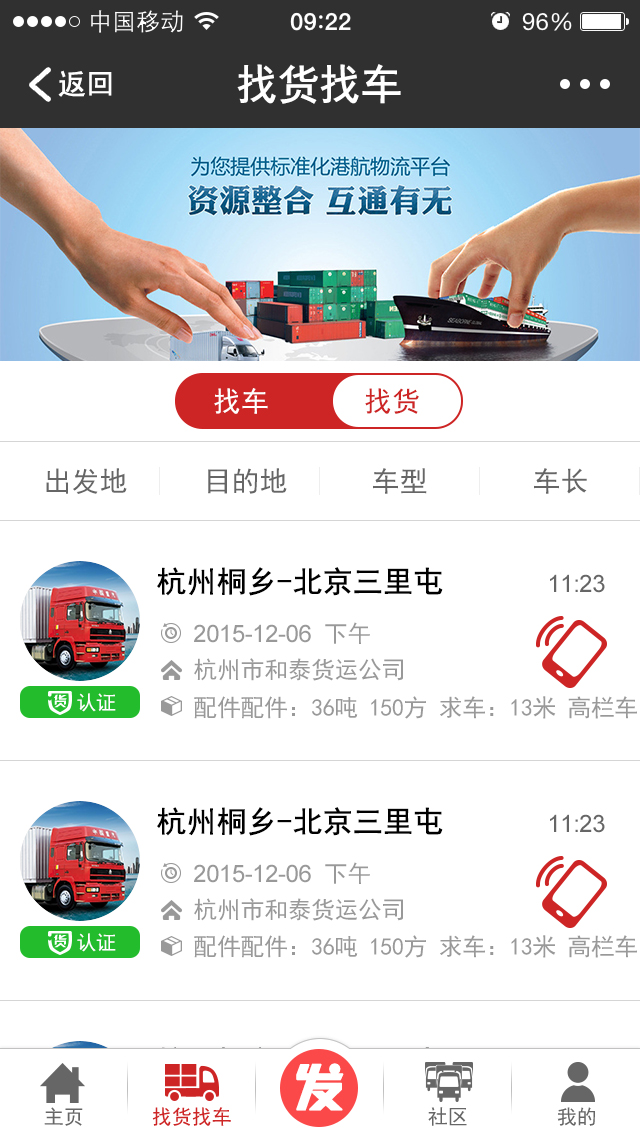 中国移动 09:22 96%
返回 找货找车
为您提供标准化港航物流平台
资源整合 互通有无
找车 找货
出发地 目的地 车型 车长
杭州桐乡-北京三里屯 11:23
2015-12-06 下午
杭州市和泰货运公司
货 认证 配件配件：36吨 150方 求车：13米 高栏车
杭州桐乡-北京三里屯 11:23
2015-12-06 下午
杭州市和泰货运公司
货 认证 配件配件：36吨 150方 求车：13米 高栏车
发
主页 找货找车 社区 我的